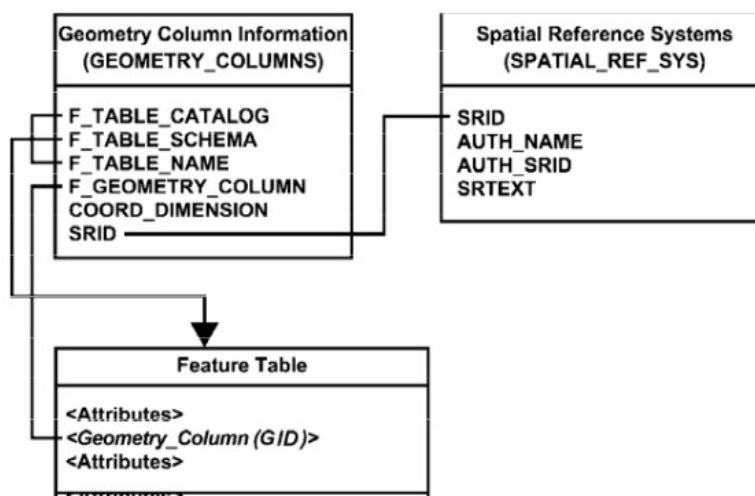 Geometry Column Information
(GEOMETRY_COLUMNS)
F_TABLE_CATALOG
F_TABLE_SCHEMA
F_TABLE_NAME
F_GEOMETRY_COLUMN
COORD_DIMENSION
SRID
Spatial Reference Systems
(SPATIAL_REF_SYS)
SRID
AUTH_NAME
AUTH_SRID
SRTEXT
Feature Table
<Attributes>
<Geometry_Column (GID)>
<Attributes>